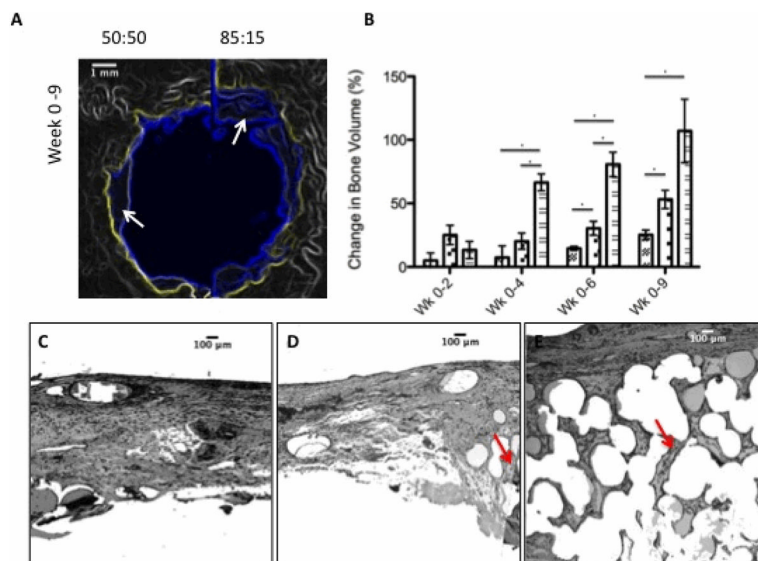 A
50:50 85:15
Week 0 -9
1 mm
B
Change in Bone Volume (%)
150
100
50
0
Wk 0-2
Wk 0-4
Wk 0-6
Wk 0-9
C
100 µm
D
100 µm
E
100 µm